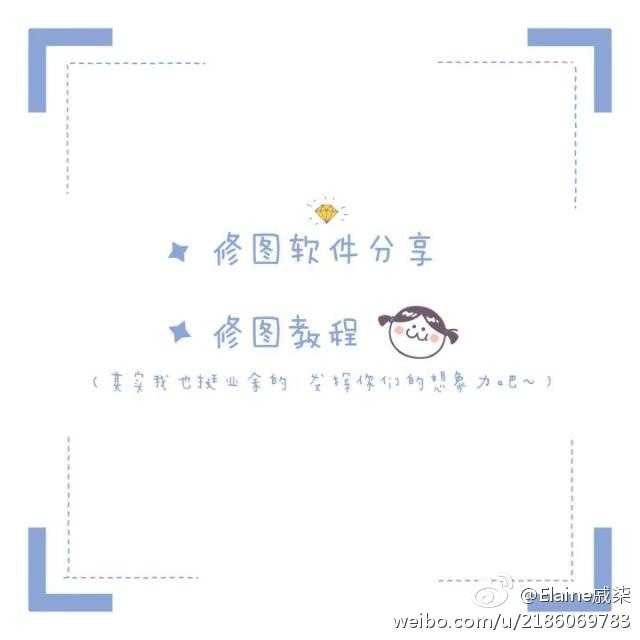 修图软件分享
修图教程
(其实我也挺业余的 发挥你们的想象力吧~)
@Elaine戚柒
weibo.com/u/2186069783